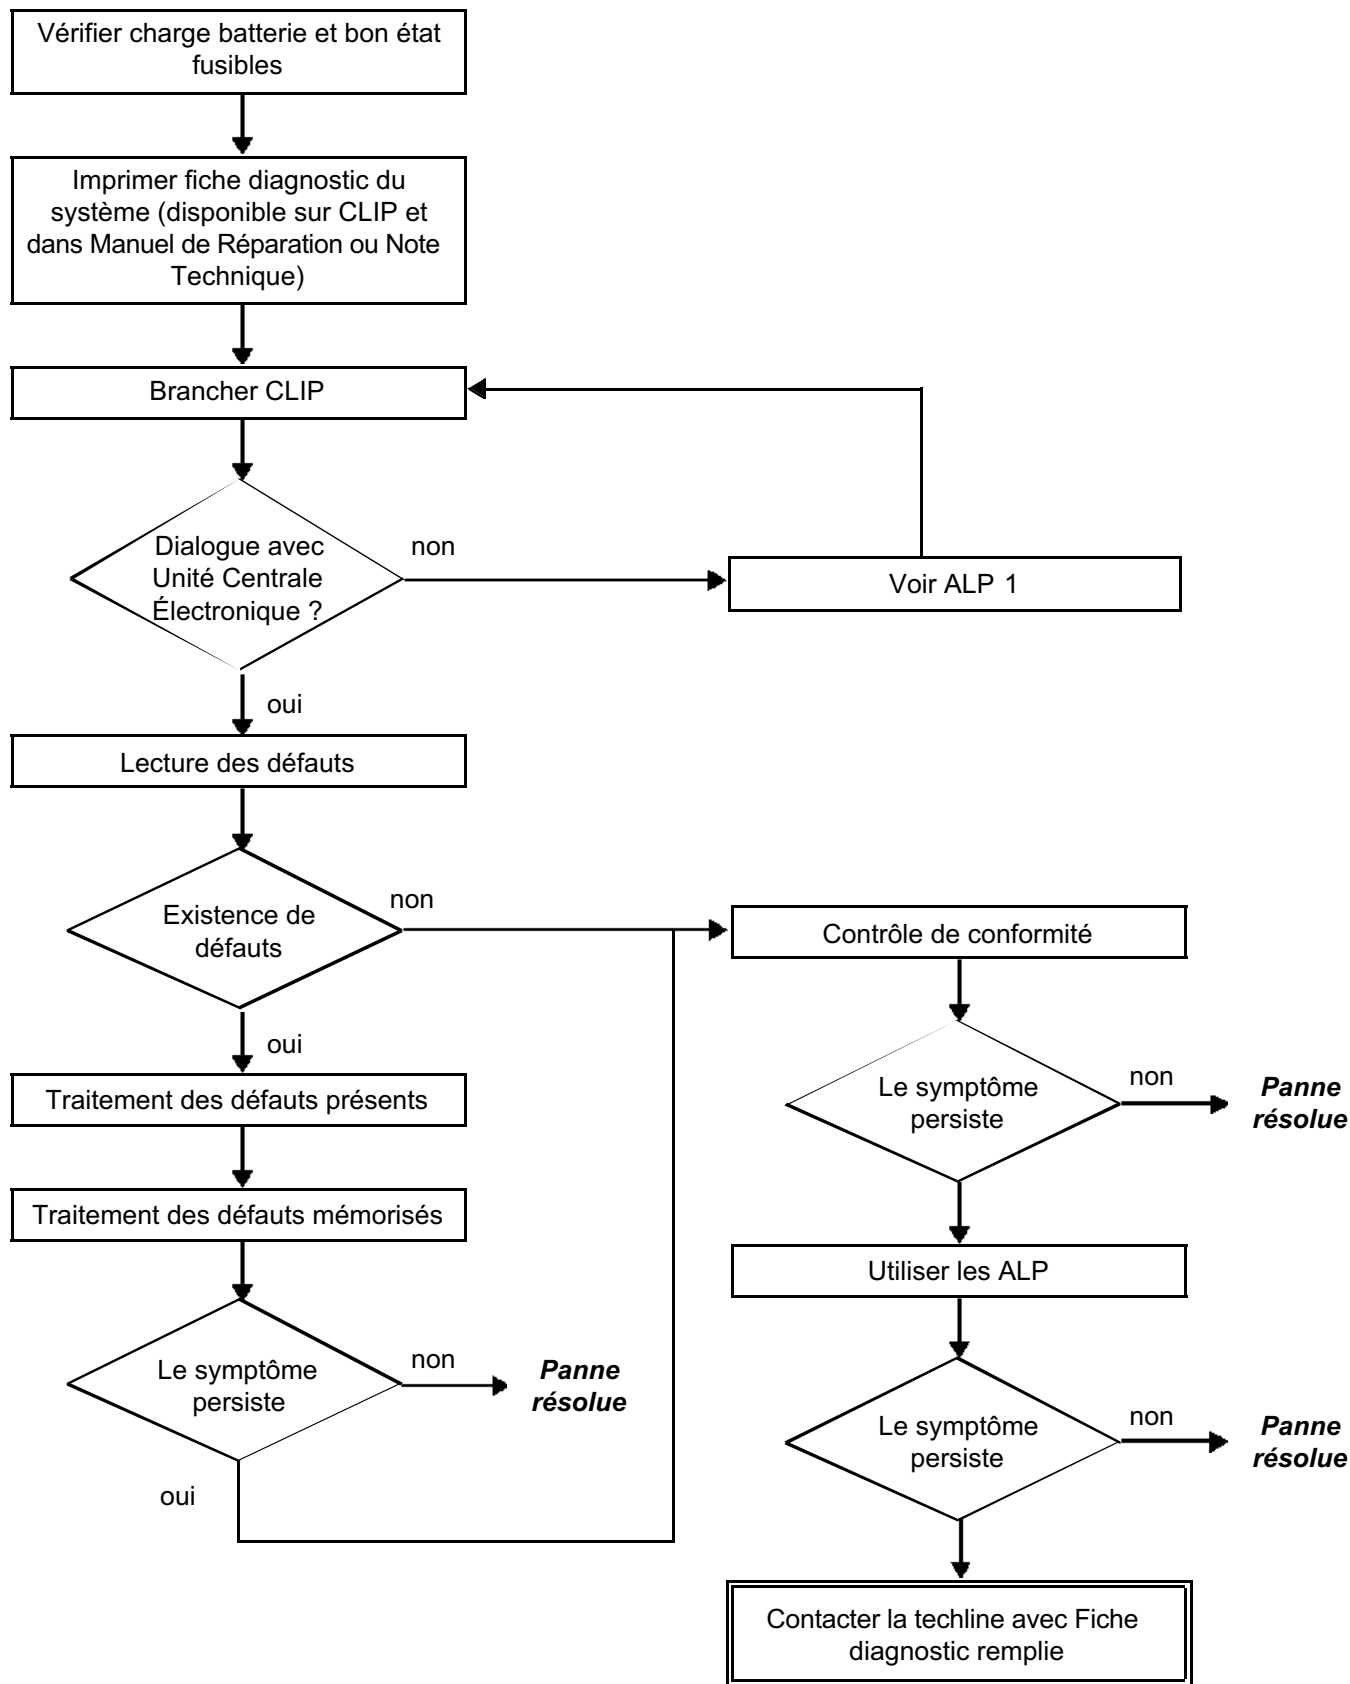 Vérifier charge batterie et bon état
fusibles
Imprimer fiche diagnostic du
système (disponible sur CLIP et
dans Manuel de Réparation ou Note
Technique)
Brancher CLIP
Dialogue avec
Unité Centrale
Électronique ?
non
Voir ALP 1
oui
Lecture des défauts
Existence de
défauts
non
Contrôle de conformité
oui
Traitement des défauts présents
Le symptôme
persiste
non
Panne
résolue
Traitement des défauts mémorisés
Utiliser les ALP
Le symptôme
persiste
non
Panne
résolue
oui
Le symptôme
persiste
non
Panne
résolue
Contacter la techline avec Fiche
diagnostic remplie